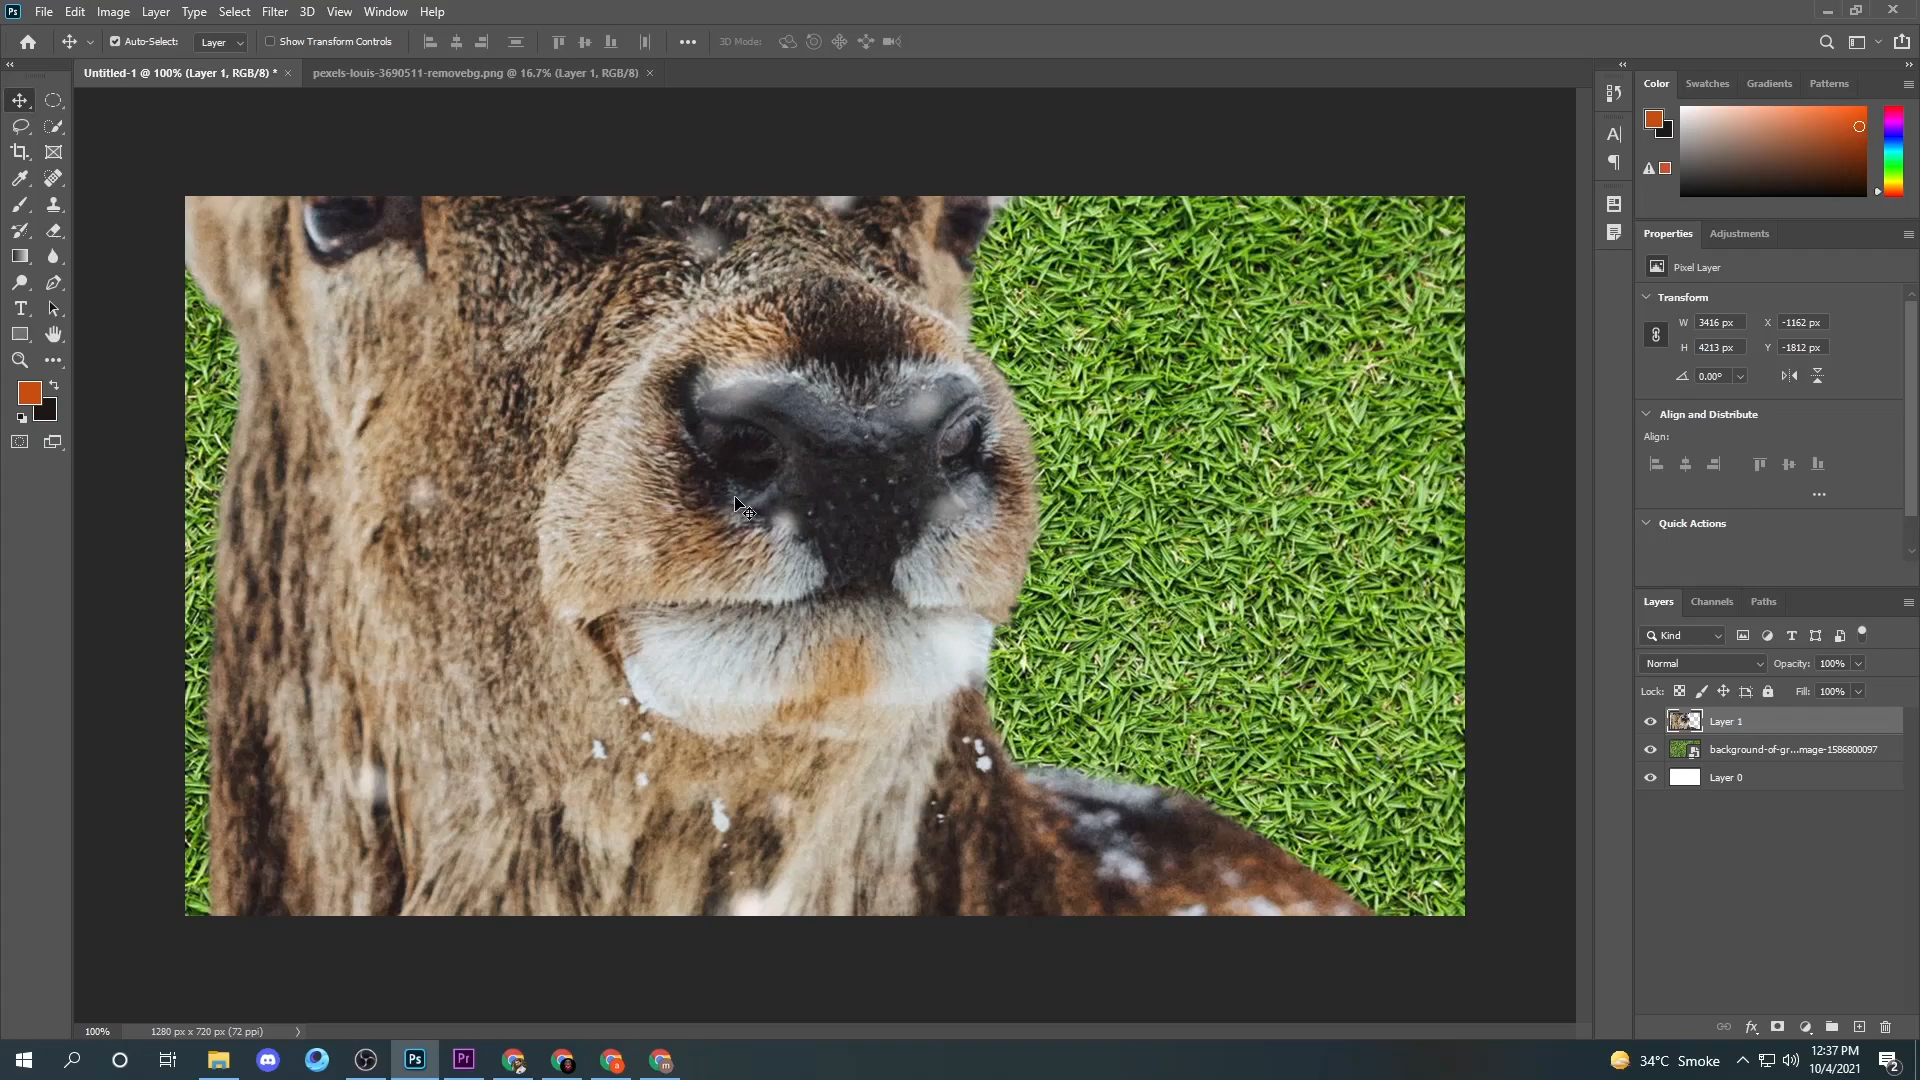 Ps File Edit Image Layer Type Select Filter 3D View Window Help
Auto-Select: Layer Show Transform Controls 3D Mode:
Untitled-1 @ 100% (Layer 1, RGB/8) * × pexels-louis-3690511-removebg.png @ 16.7% (Layer 1, RGB/8) ×
Color Swatches Gradients Patterns
Properties Adjustments
Pixel Layer
Transform
W 3416 px X -1162 px
H 4213 px Y -1812 px
0.00°
Align and Distribute
Align:
Quick Actions
Layers Channels Paths
Kind
Normal Opacity: 100%
Lock: Fill: 100%
Layer 1
background-of-gr...mage-1586800097
Layer 0
100% 1280 px x 720 px (72 ppi)
Ps Pr a m 34°C Smoke 12:37 PM
10/4/2021 2